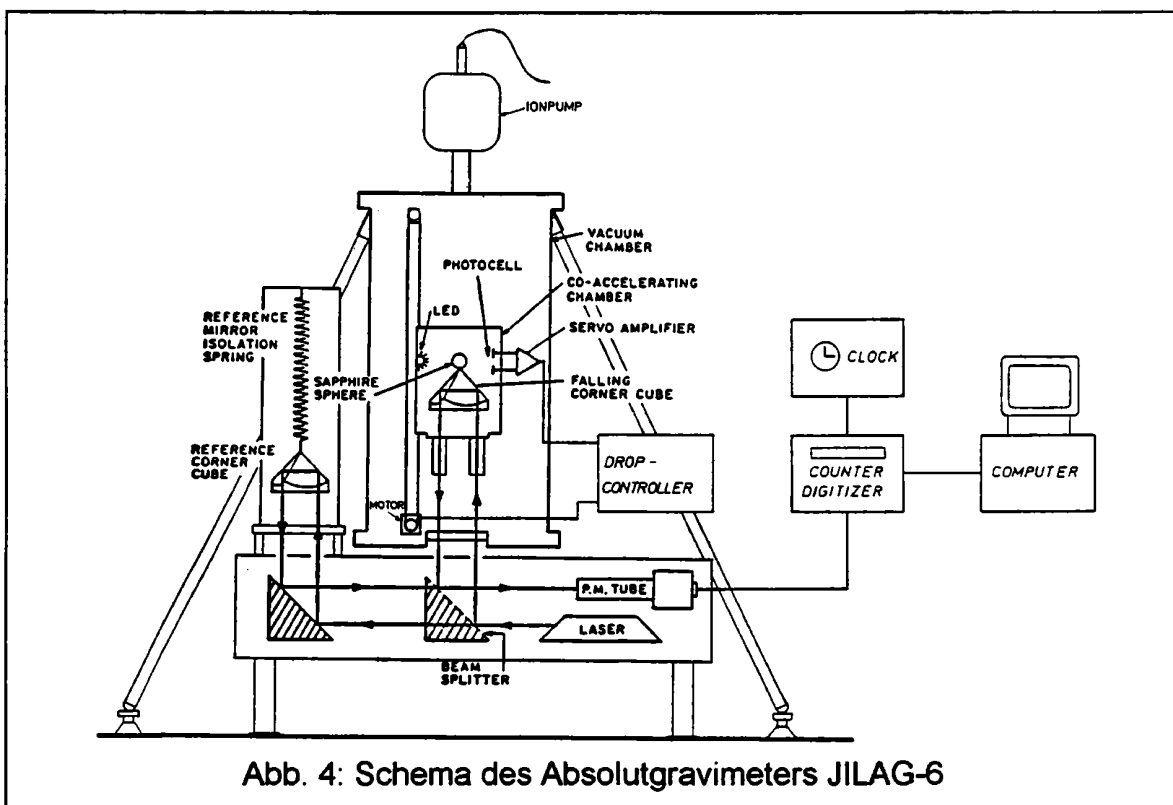 IONPUMP
VACUUM
CHAMBER
PHOTOCELL
CO-ACCELERATING
CHAMBER
LED
SERVO AMPLIFIER
REFERENCE
MIRROR
ISOLATION
SPRING
SAPPHIRE
SPHERE
FALLING
CORNER CUBE
CLOCK
REFERENCE
CORNER
CUBE
DROP-
CONTROLLER
COUNTER
DIGITIZER
COMPUTER
MOTOR
P.M. TUBE
LASER
BEAM
SPLITTER
Abb. 4: Schema des Absolutgravimeters JILAG-6